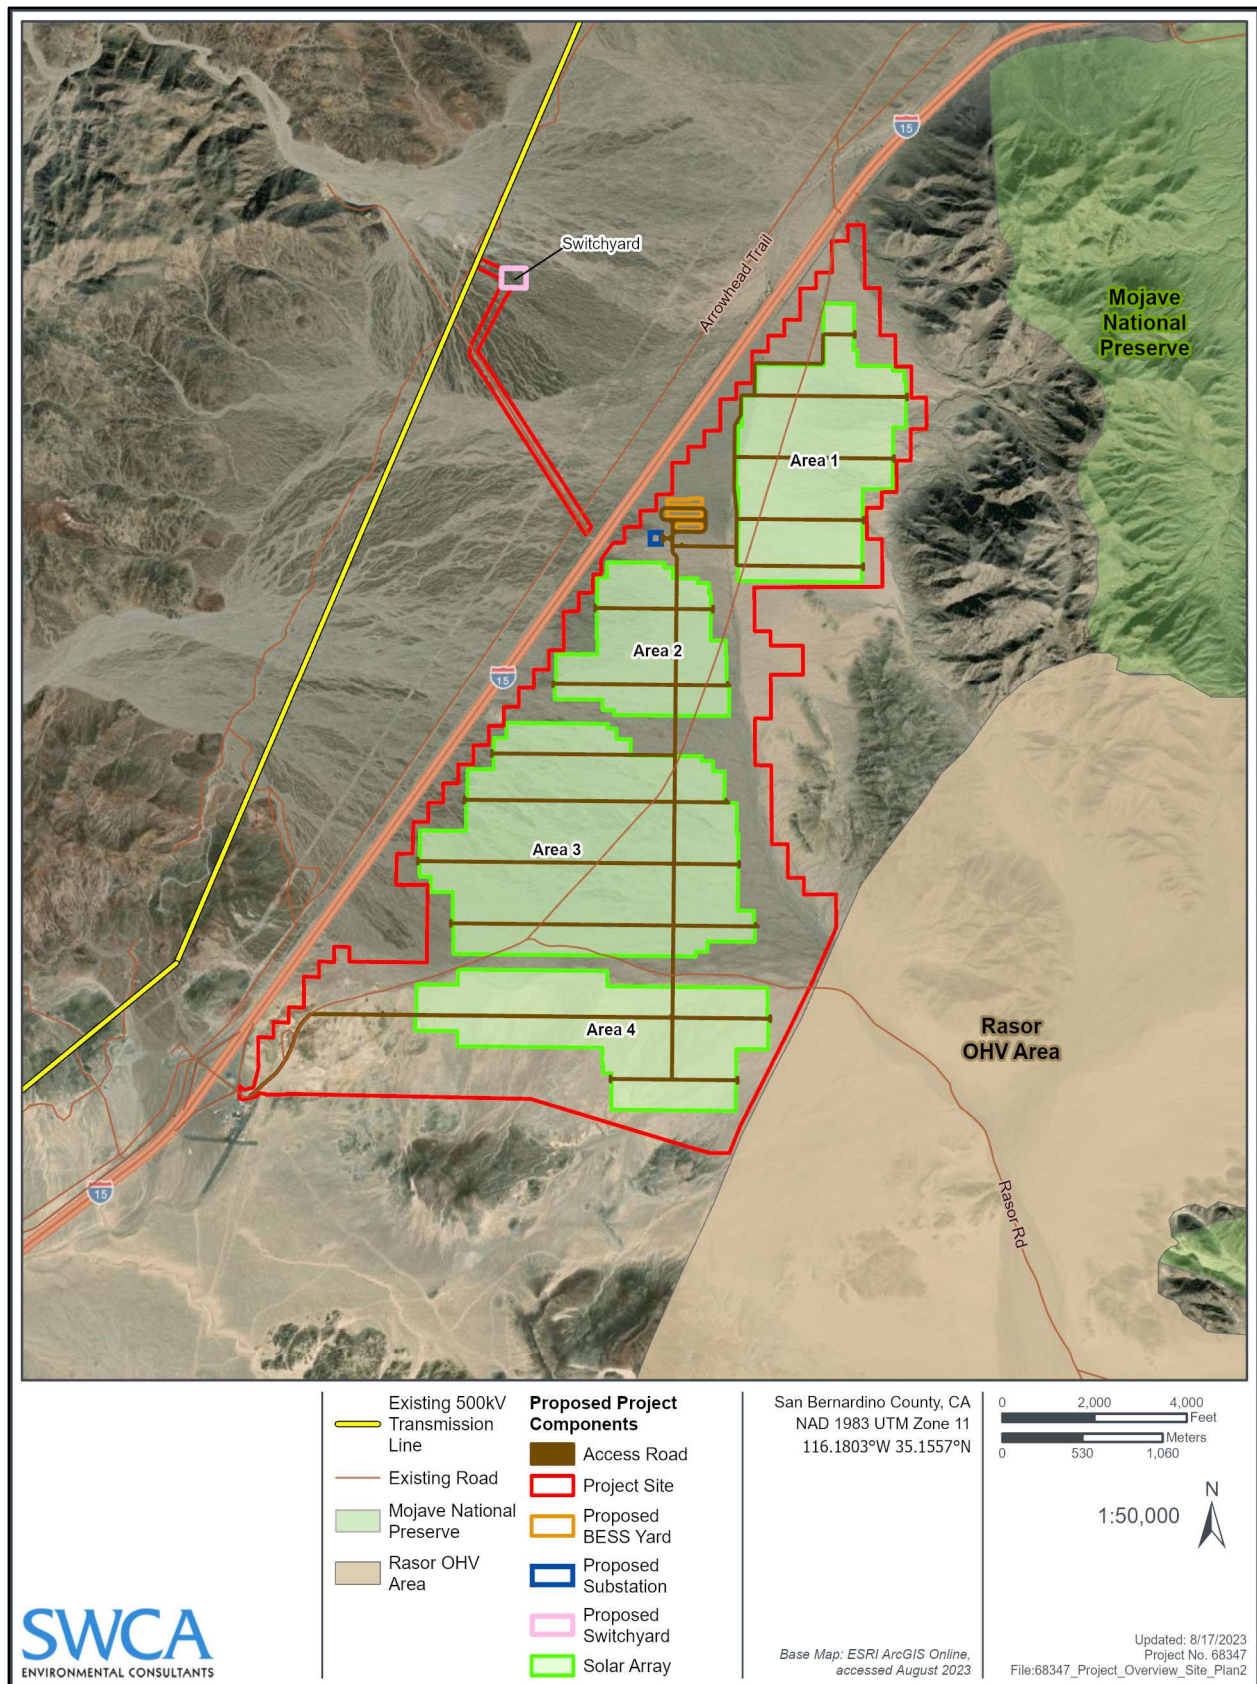 15
Switchyard
Arrowhead Trail
Mojave
National
Preserve
Area 1
Area 2
15
Area 3
Area 4
Rasor
OHV Area
15
Rasor Rd
Existing 500kV
Transmission
Line
Existing Road
Mojave National
Preserve
Rasor OHV
Area
Proposed Project
Components
Access Road
Project Site
Proposed
BESS Yard
Proposed
Substation
Proposed
Switchyard
Solar Array
San Bernardino County, CA
NAD 1983 UTM Zone 11
116.1803°W 35.1557°N
Base Map: ESRI ArcGIS Online,
accessed August 2023
0 2,000 4,000
Feet
Meters
0 530 1,060
N
1:50,000
Updated: 8/17/2023
Project No. 68347
File:68347_Project_Overview_Site_Plan2
SWCA
ENVIRONMENTAL CONSULTANTS